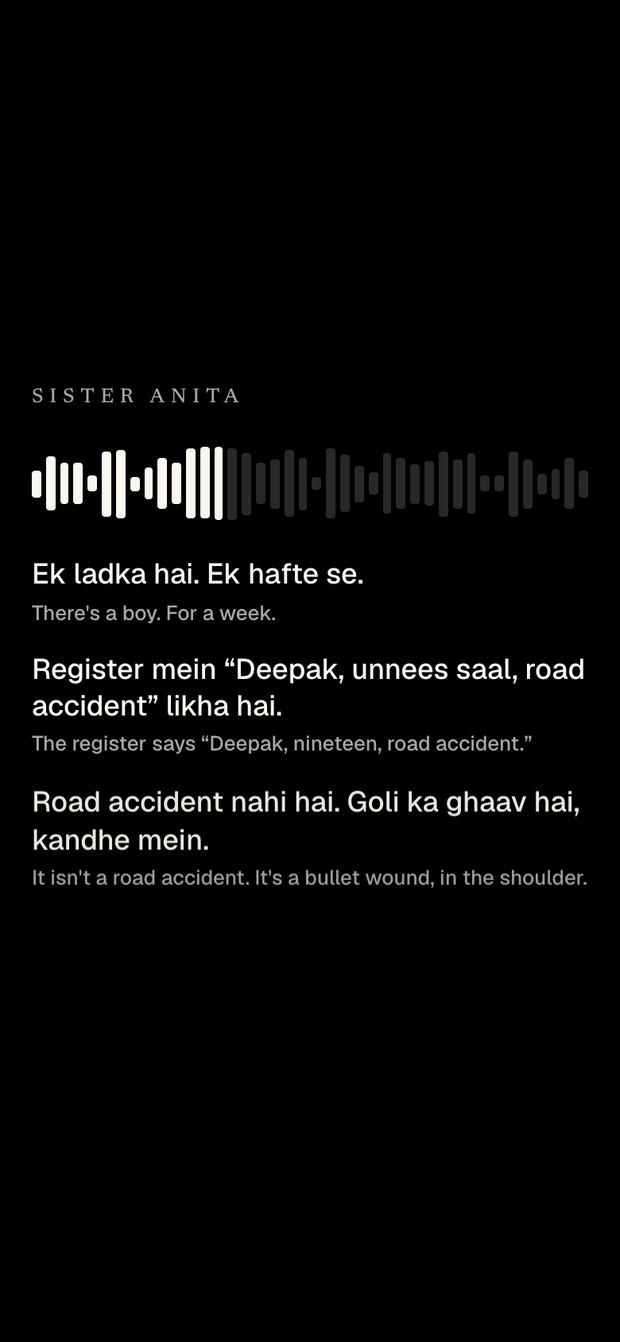 SISTER ANITA
Ek ladka hai. Ek hafte se.
There's a boy. For a week.
Register mein “Deepak, unnees saal, road
accident” likha hai.
The register says “Deepak, nineteen, road accident.”
Road accident nahi hai. Goli ka ghaav hai,
kandhe mein.
It isn't a road accident. It's a bullet wound, in the shoulder.